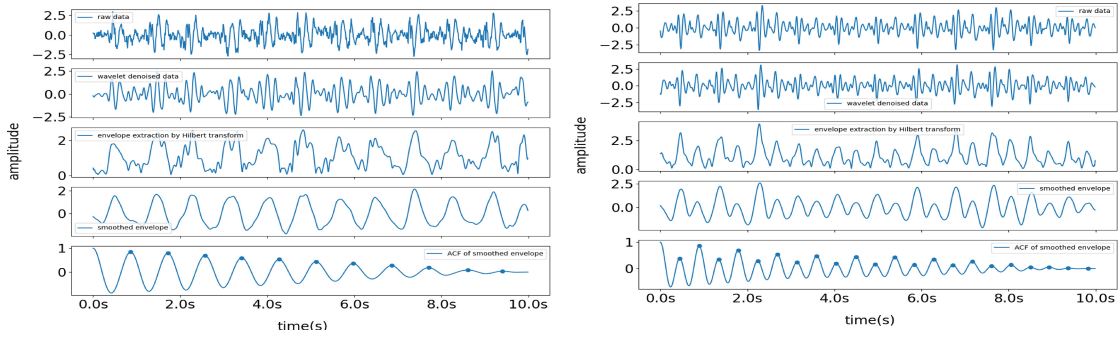 2.5
0.0
−2.5
raw data
2.5
0.0
−2.5
wavelet denoised data
2
0
envelope extraction by Hilbert transform
2
0
smoothed envelope
1
0
ACF of smoothed envelope
0.0s 2.0s 4.0s 6.0s 8.0s 10.0s
time(s)
amplitude
2.5
0.0
−2.5
raw data
2.5
0.0
−2.5
wavelet denoised data
2.5
0.0
envelope extraction by Hilbert transform
2.5
0.0
smoothed envelope
1
0
ACF of smoothed envelope
0.0s 2.0s 4.0s 6.0s 8.0s 10.0s
time(s)
amplitude